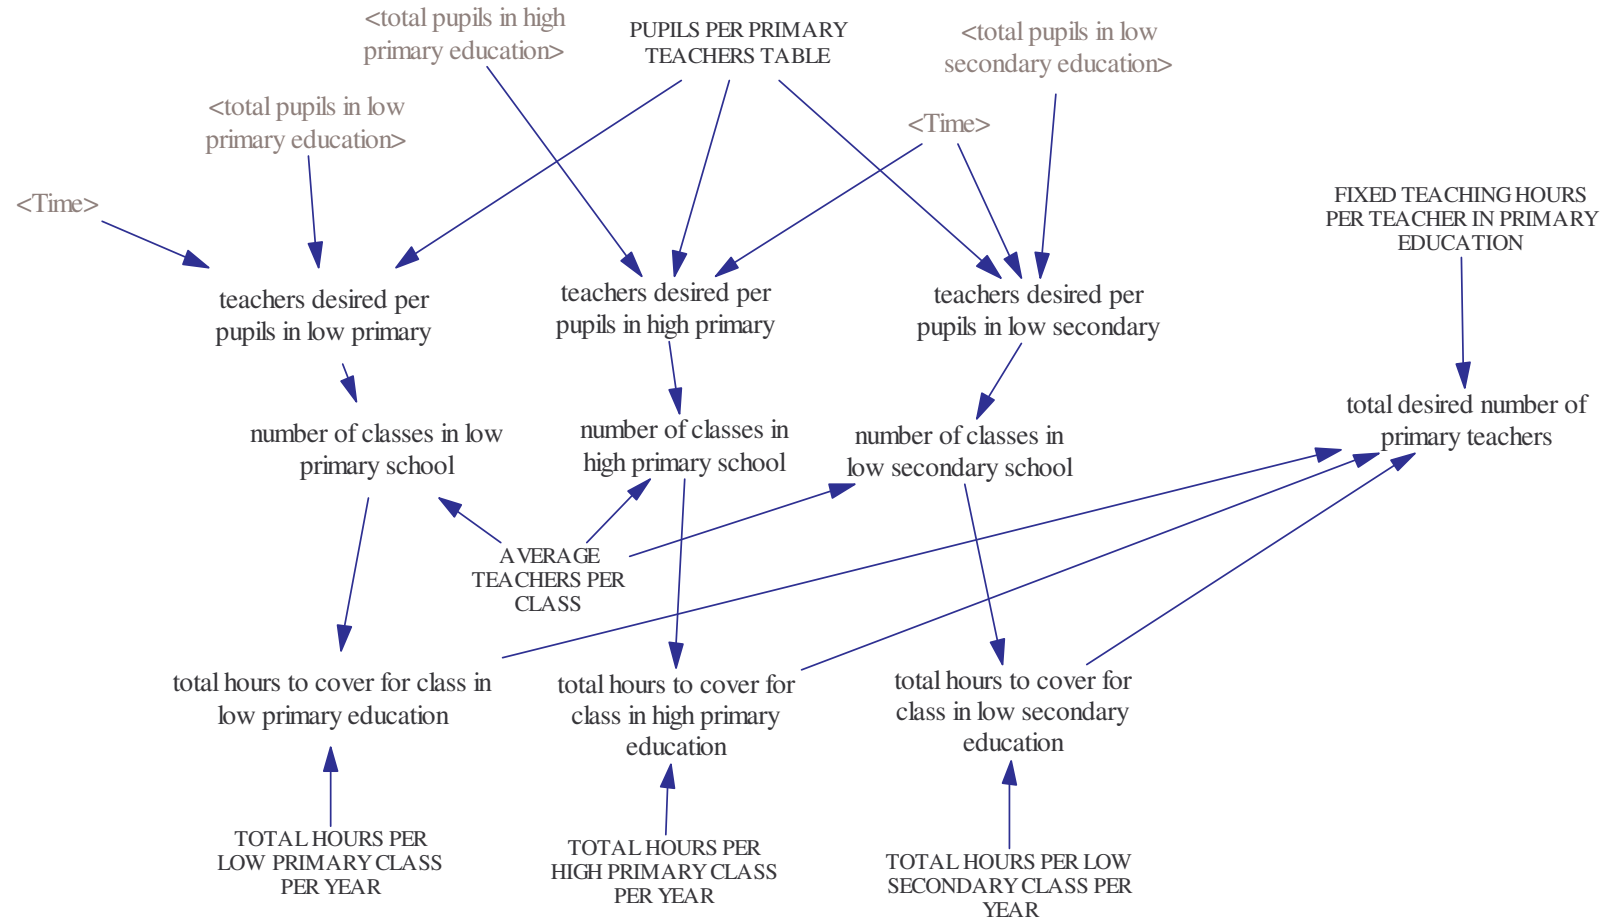 <total pupils in high
primary education>
PUPILS PER PRIMARY
TEACHERS TABLE
<total pupils in low
secondary education>
<total pupils in low
primary education>
<Time>
<Time>
FIXED TEACHING HOURS
PER TEACHER IN PRIMARY
EDUCATION
teachers desired per
pupils in low primary
teachers desired per
pupils in high primary
teachers desired per
pupils in low secondary
total desired number of
primary teachers
number of classes in low
primary school
number of classes in
high primary school
number of classes in
low secondary school
AVERAGE
TEACHERS PER
CLASS
total hours to cover for class in
low primary education
total hours to cover for
class in high primary
education
total hours to cover for
class in low secondary
education
TOTAL HOURS PER
LOW PRIMARY CLASS
PER YEAR
TOTAL HOURS PER
HIGH PRIMARY CLASS
PER YEAR
TOTAL HOURS PER LOW
SECONDARY CLASS PER
YEAR